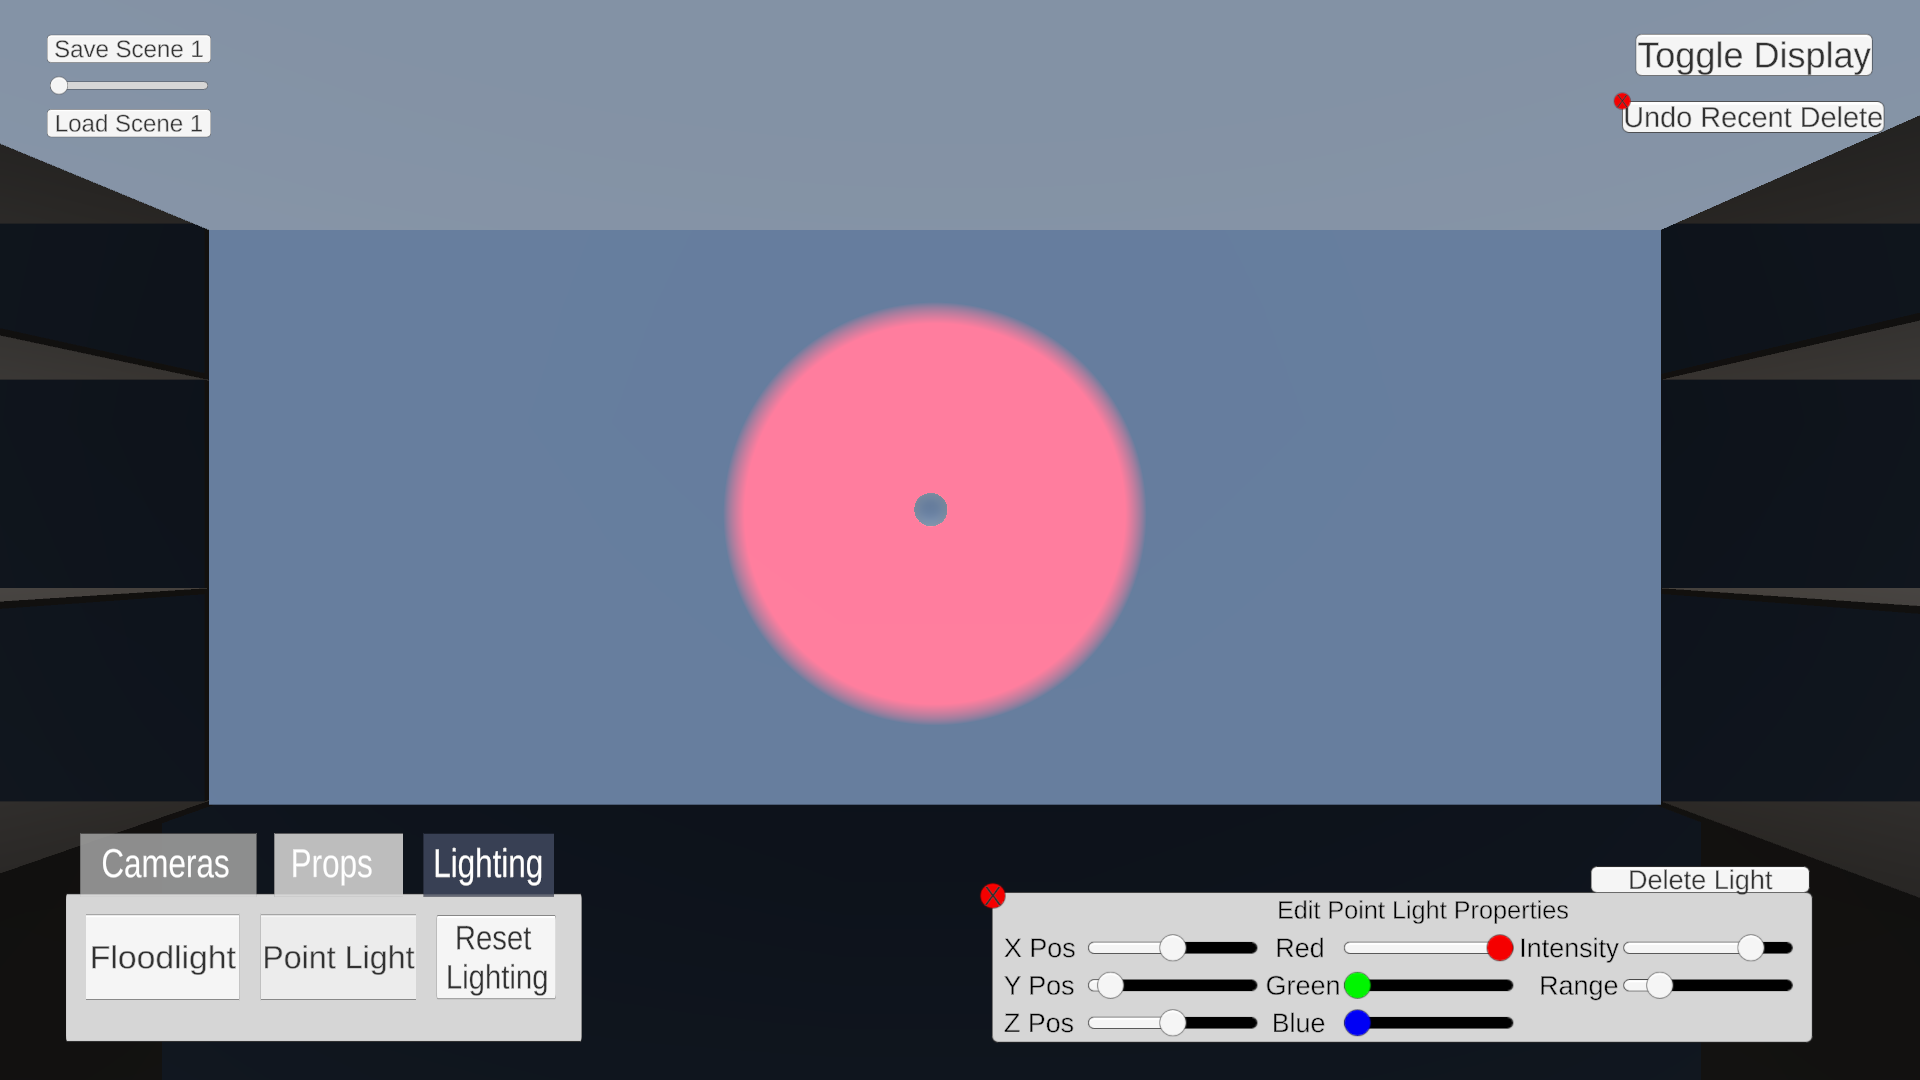 Save Scene 1
Load Scene 1
Toggle Display
X
Undo Recent Delete
Cameras
Props
Lighting
Floodlight
Point Light
Reset
Lighting
Delete Light
X
Edit Point Light Properties
X Pos
Red
Intensity
Y Pos
Green
Range
Z Pos
Blue